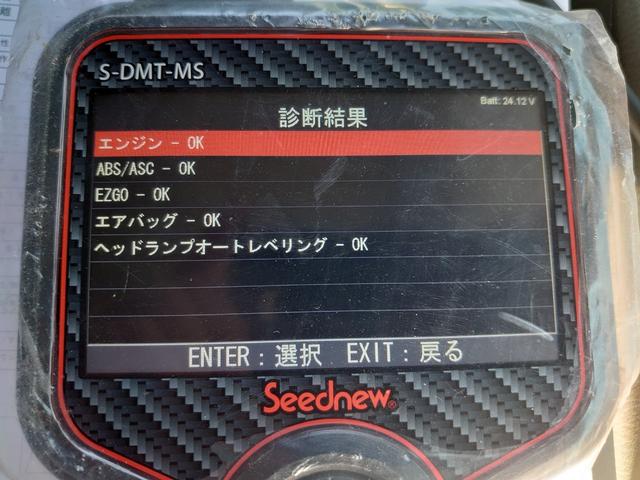 S-DMT-MS
Batt: 24.12 V
診断結果
エンジン - OK
ABS/ASC - OK
EZGO - OK
エアバッグ - OK
ヘッドランプオートレベリング - OK
ENTER : 選択 EXIT : 戻る
Seednew®